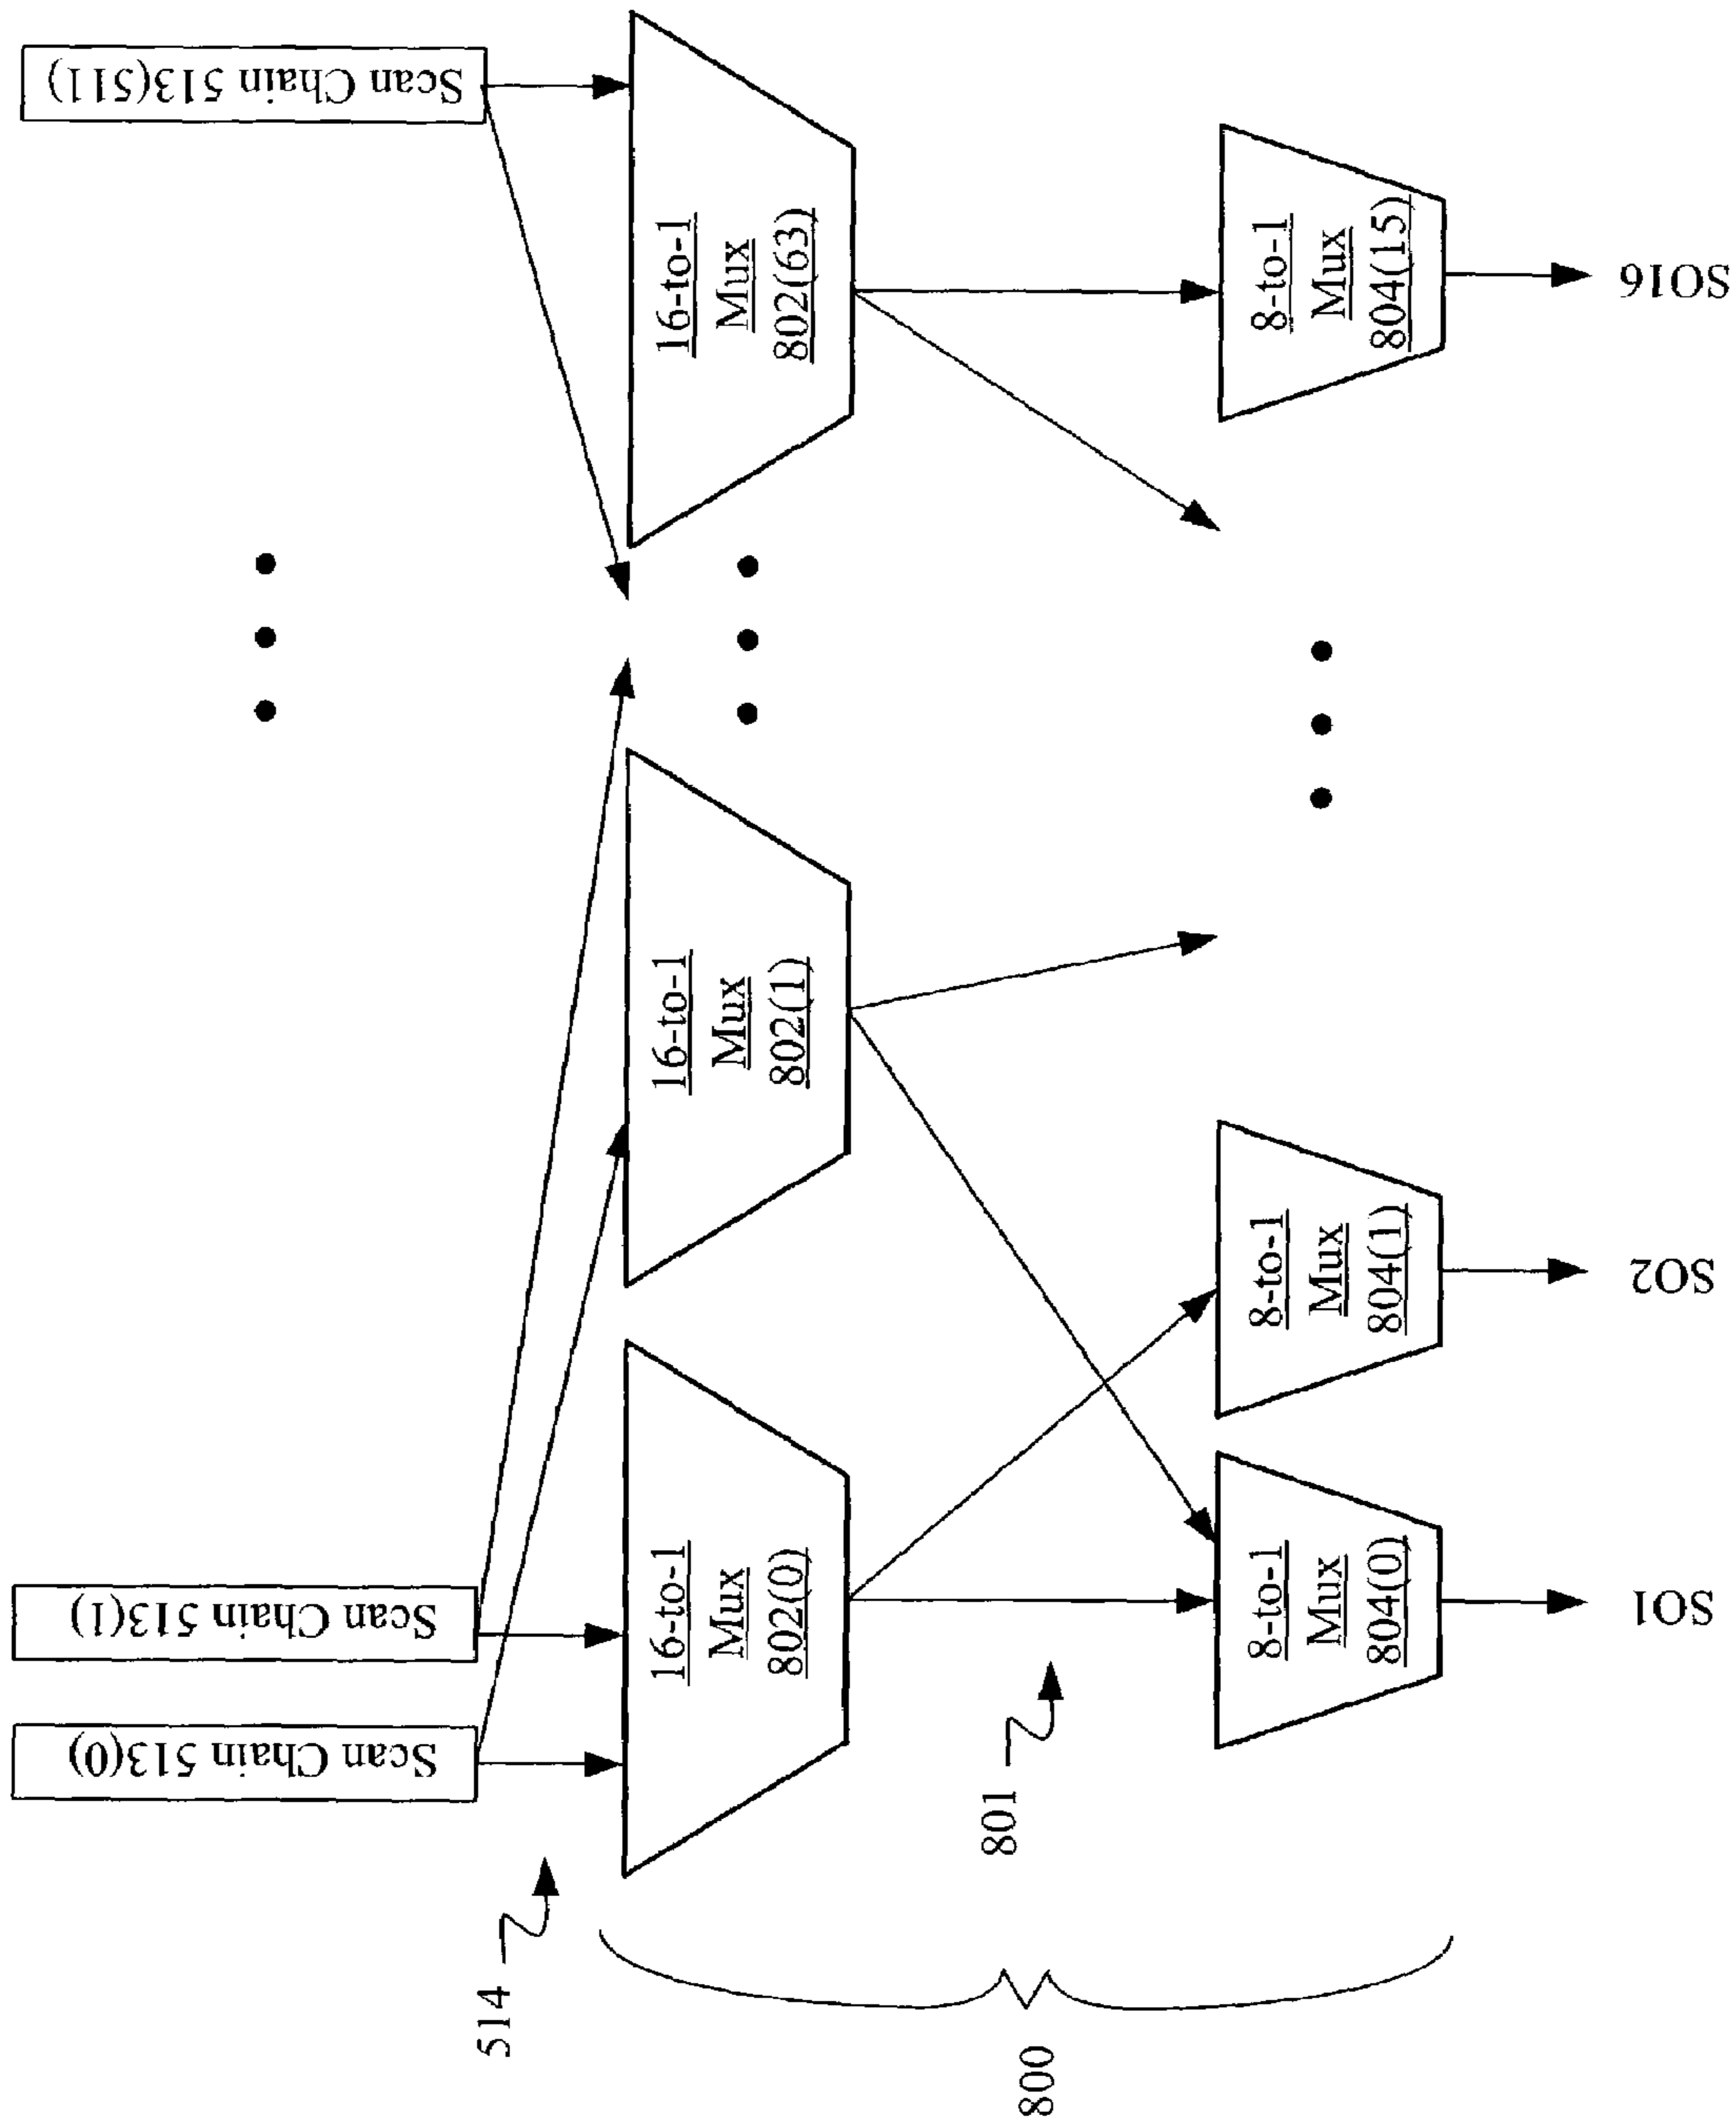 Scan Chain 513(0)
Scan Chain 513(1)
Scan Chain 513(511)
514
16-to-1
Mux
802(0)
16-to-1
Mux
802(1)
16-to-1
Mux
802(63)
801
800
8-to-1
Mux
804(0)
8-to-1
Mux
804(1)
8-to-1
Mux
804(15)
SO1
SO2
SO16